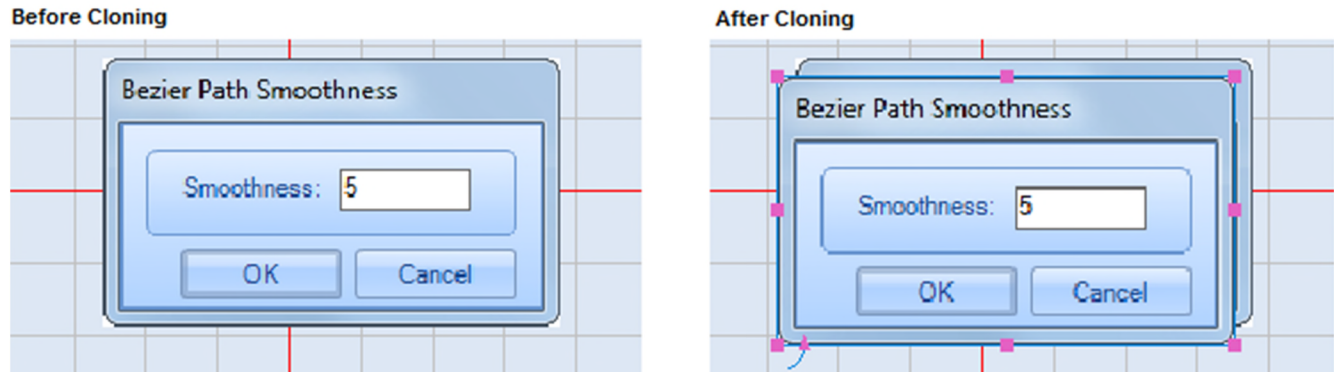 Before Cloning
Bezier Path Smoothness
Smoothness: 5
OK Cancel
After Cloning
Bezier Path Smoothness
Smoothness: 5
OK Cancel